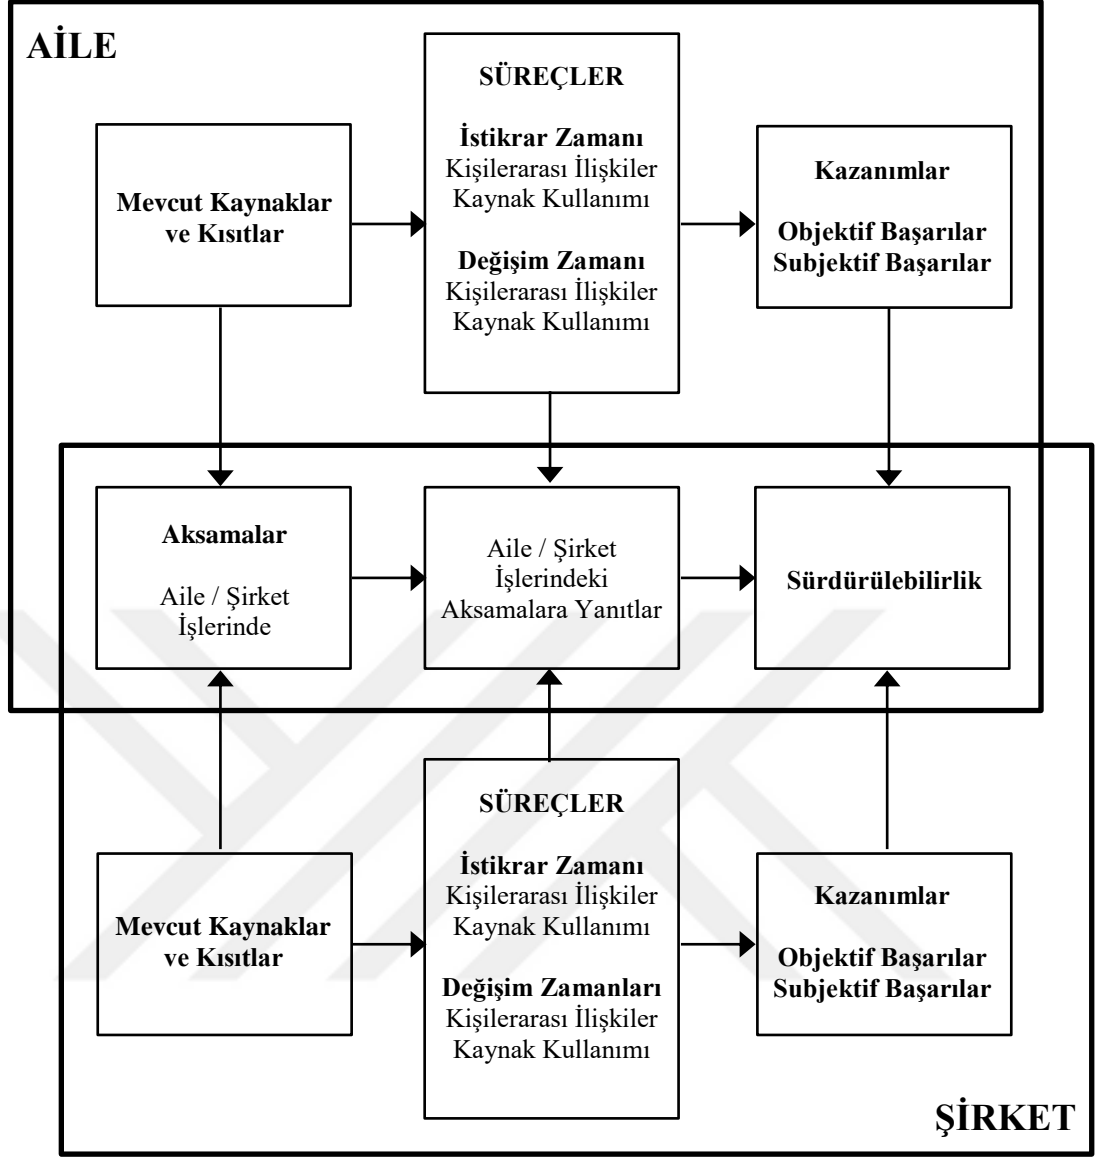 AİLE
SÜREÇLER
İstikrar Zamanı
Kişilerarası İlişkiler
Kaynak Kullanımı
Değişim Zamanı
Kişilerarası İlişkiler
Kaynak Kullanımı
Mevcut Kaynaklar
ve Kısıtlar
Kazanımlar
Objektif Başarılar
Subjektif Başarılar
Aksamalar
Aile / Şirket
İşlerinde
Aile / Şirket
İşlerindeki
Aksamalara Yanıtlar
Sürdürülebilirlik
Mevcut Kaynaklar
ve Kısıtlar
SÜREÇLER
İstikrar Zamanı
Kişilerarası İlişkiler
Kaynak Kullanımı
Değişim Zamanları
Kişilerarası İlişkiler
Kaynak Kullanımı
Kazanımlar
Objektif Başarılar
Subjektif Başarılar
ŞİRKET